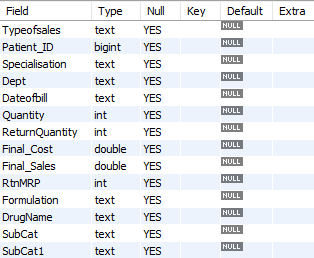 Field Type Null Key Default Extra
Typeofsales text YES NULL
Patient_ID bigint YES NULL
Specialisation text YES NULL
Dept text YES NULL
Dateofbill text YES NULL
Quantity int YES NULL
ReturnQuantity int YES NULL
Final_Cost double YES NULL
Final_Sales double YES NULL
RtnMRP int YES NULL
Formulation text YES NULL
DrugName text YES NULL
SubCat text YES NULL
SubCat1 text YES NULL